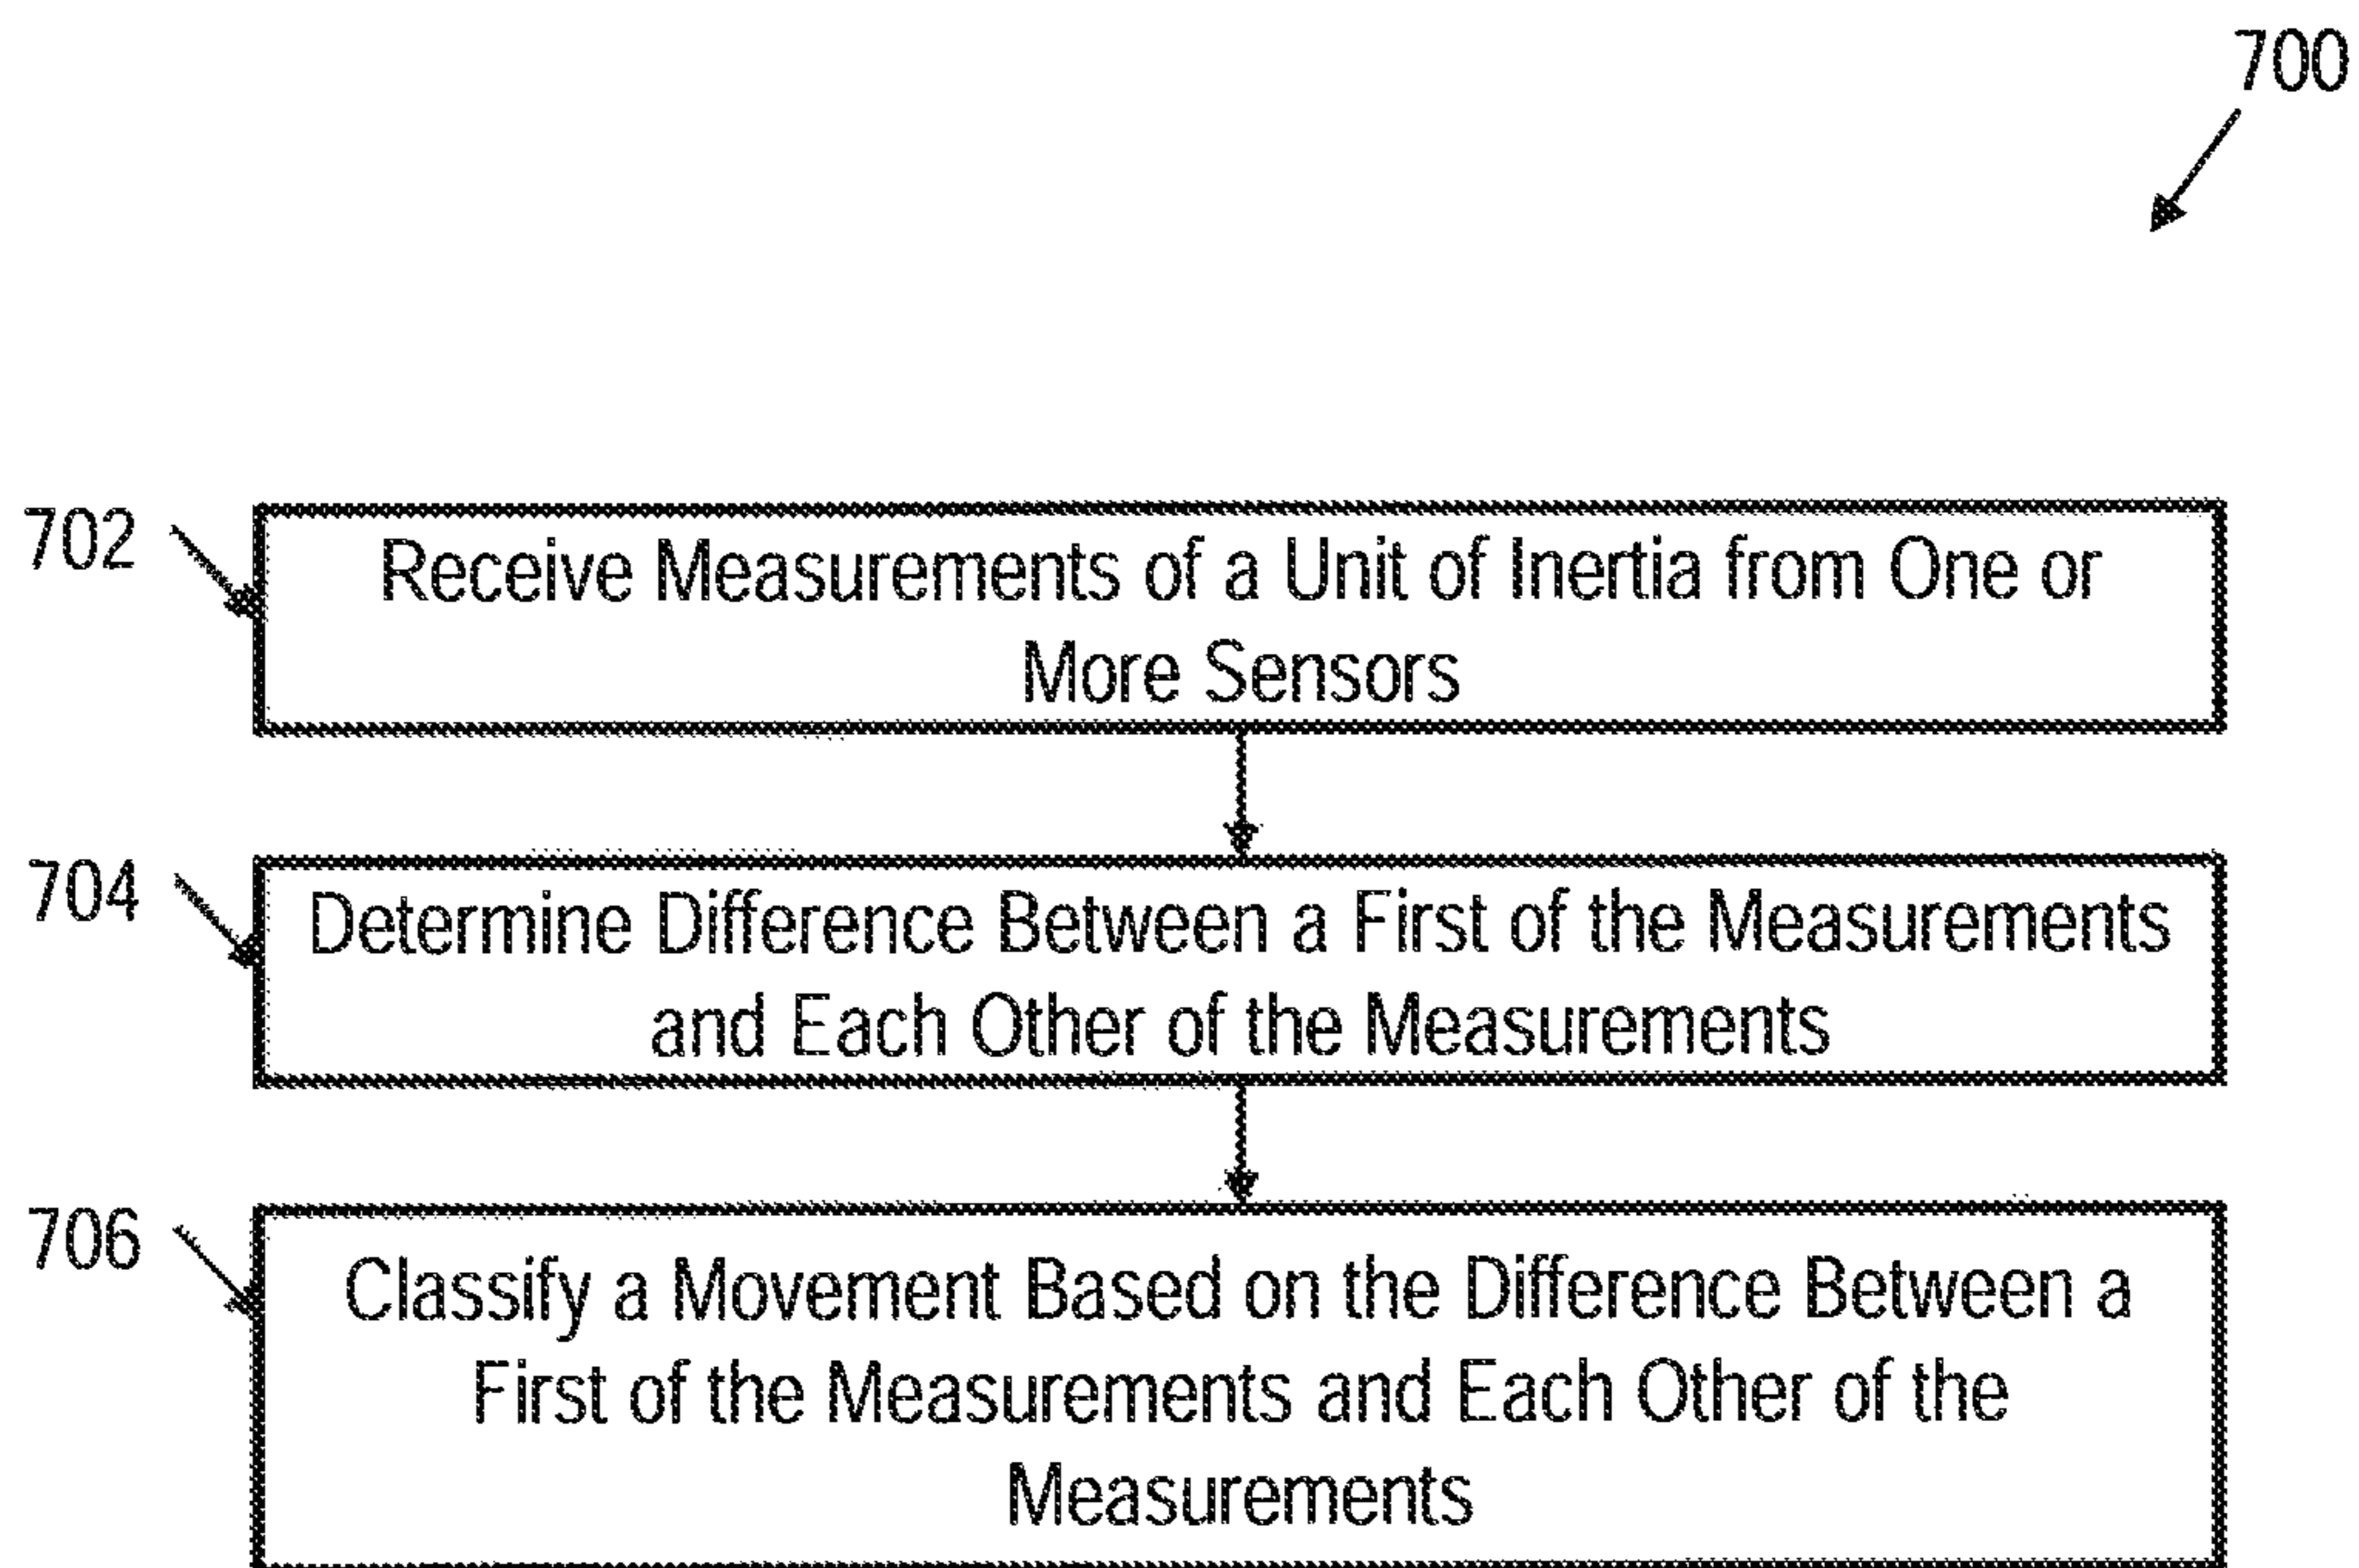 700
702
Receive Measurements of a Unit of Inertia from One or
More Sensors
704
Determine Difference Between a First of the Measurements
and Each Other of the Measurements
706
Classify a Movement Based on the Difference Between a
First of the Measurements and Each Other of the
Measurements